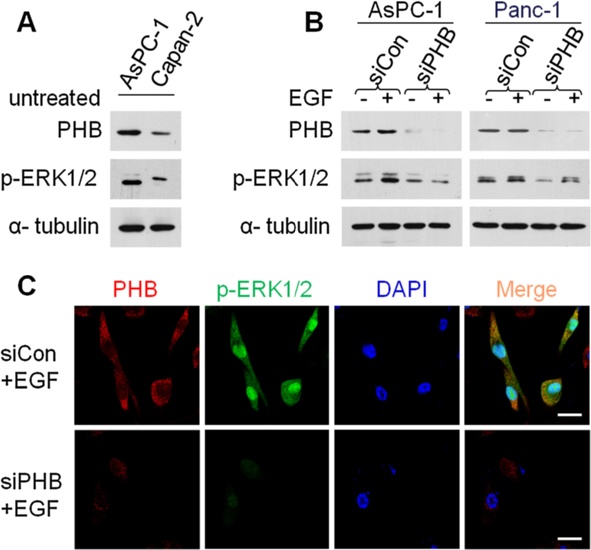 A
AsPC-1
Capan-2
untreated
PHB
p-ERK1/2
α- tubulin
B
AsPC-1
Panc-1
siCon
siPHB
siCon
siPHB
EGF
- + - +
- + - +
PHB
p-ERK1/2
α- tubulin
C
PHB
p-ERK1/2
DAPI
Merge
siCon
+EGF
siPHB
+EGF